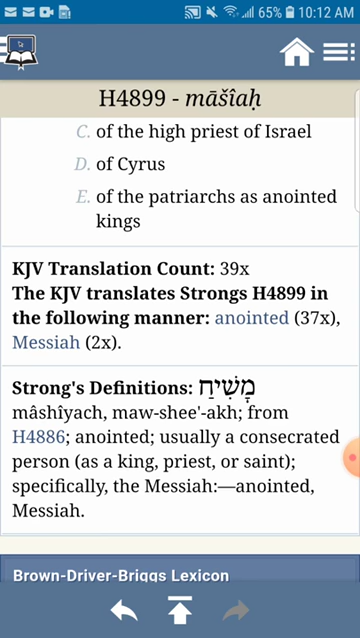 65% 10:12 AM
H4899 - māšîaḥ
C. of the high priest of Israel
D. of Cyrus
E. of the patriarchs as anointed
kings
KJV Translation Count: 39x
The KJV translates Strongs H4899 in
the following manner: anointed (37x),
Messiah (2x).
Strong's Definitions: מָשִׁיחַ
mâshîyach, maw-shee'-akh; from
H4886; anointed; usually a consecrated
person (as a king, priest, or saint);
specifically, the Messiah:—anointed,
Messiah.
Brown-Driver-Briggs Lexicon